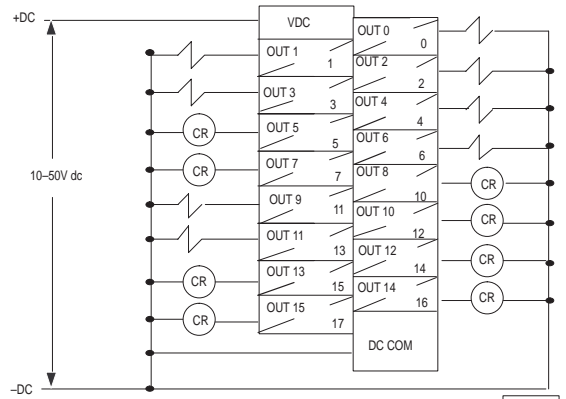 +DC
VDC
OUT 0
0
OUT 1
1
OUT 2
2
OUT 3
3
OUT 4
4
CR
OUT 5
5
OUT 6
6
10–50V dc
CR
OUT 7
7
OUT 8
10
CR
OUT 9
11
OUT 10
12
CR
OUT 11
13
OUT 12
14
CR
CR
OUT 13
15
OUT 14
16
CR
CR
OUT 15
17
DC COM
–DC